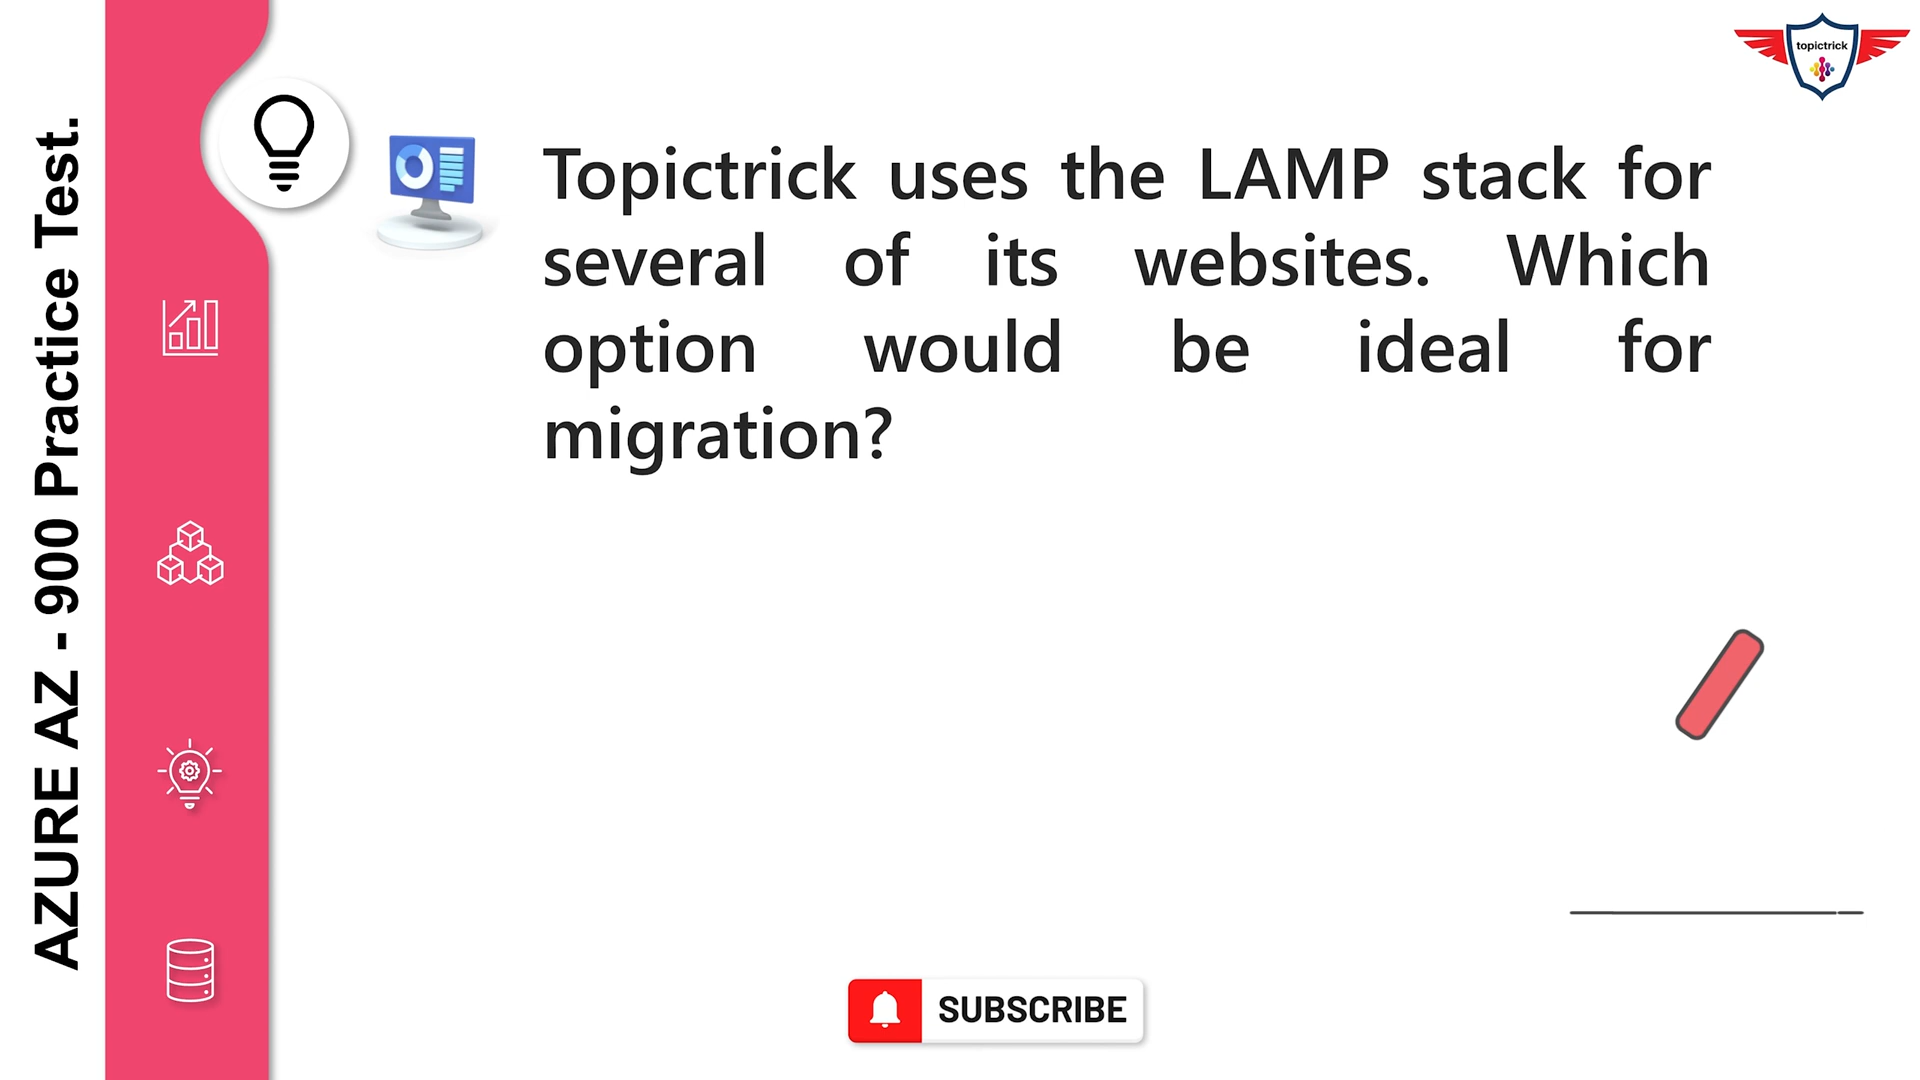 AZURE AZ - 900 Practice Test.
topictrick
Topictrick uses the LAMP stack for
several of its websites. Which
option would be ideal for
migration?
SUBSCRIBE